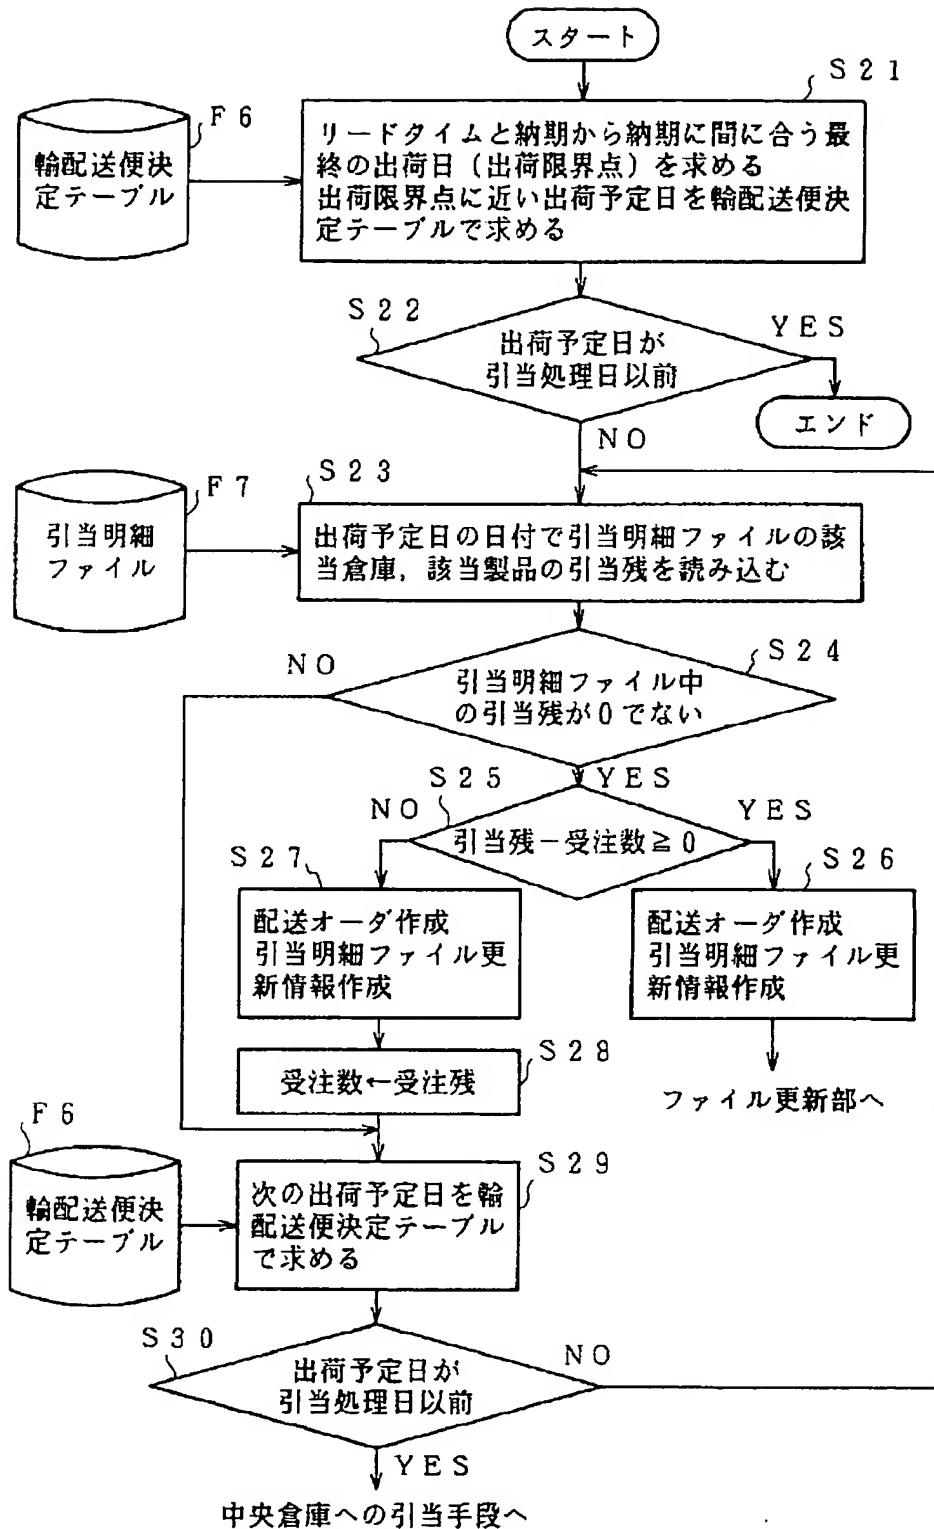 スタート
S21
F6
輸配送便決
定テーブル
リードタイムと納期から納期に間に合う最
終の出荷日(出荷限界点)を求める
出荷限界点に近い出荷予定日を輸配送便決
定テーブルで求める
S22
出荷予定日が
引当処理日以前
YES
エンド
NO
S23
F7
引当明細
ファイル
出荷予定日の日付で引当明細ファイルの該
当倉庫,該当製品の引当残を読み込む
NO
S24
引当明細ファイル中
の引当残が0でない
S25
YES
NO
YES
引当残-受注数≧0
S27
S26
配送オーダ作成
引当明細ファイル更
新情報作成
配送オーダ作成
引当明細ファイル更
新情報作成
S28
受注数←受注残
ファイル更新部へ
F6
S29
輸配送便決
定テーブル
次の出荷予定日を輸
配送便決定テーブル
で求める
S30
NO
出荷予定日が
引当処理日以前
YES
中央倉庫への引当手段へ